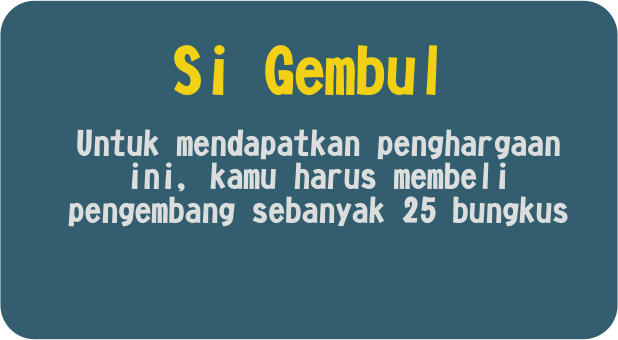 Si Gembul
Untuk mendapatkan penghargaan
ini, kamu harus membeli
pengembang sebanyak 25 bungkus